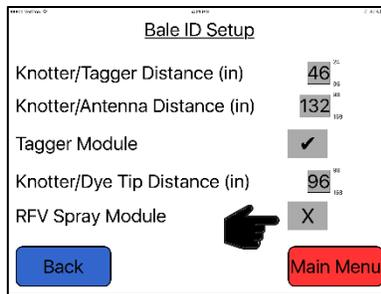 Bale ID Setup
Knotter/Tagger Distance (in) 46
Knotter/Antenna Distance (in) 132
Tagger Module ✔
Knotter/Dye Tip Distance (in) 96
RFV Spray Module X
Back Main Menu